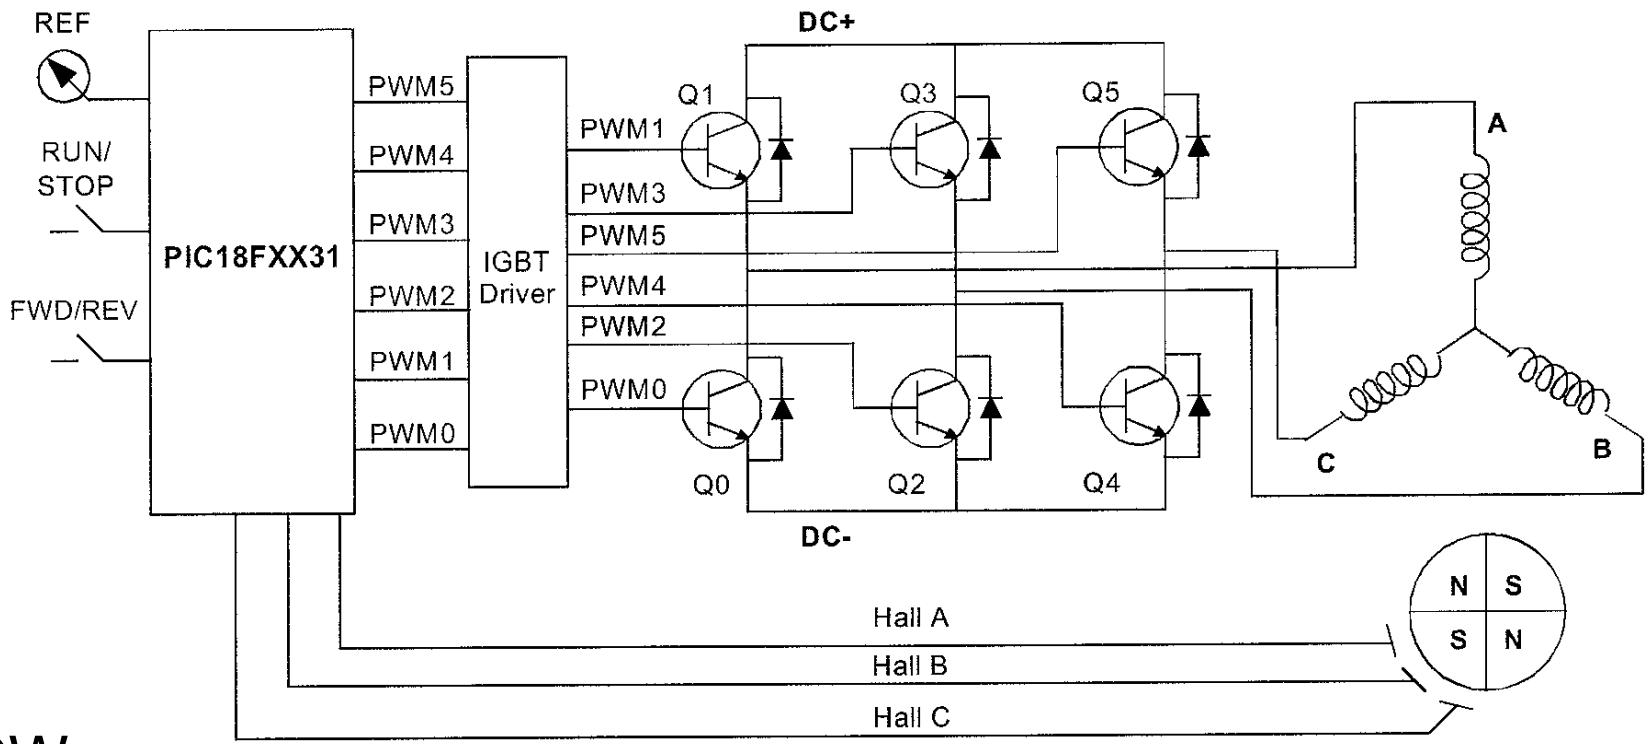 REF
RUN/
STOP
FWD/REV
PIC18FXX31
PWM5
PWM4
PWM3
PWM2
PWM1
PWM0
IGBT
Driver
PWM1
PWM3
PWM5
PWM4
PWM2
PWM0
DC+
Q1
Q3
Q5
Q0
Q2
Q4
DC-
A
C
B
Hall A
Hall B
Hall C
N S
S N